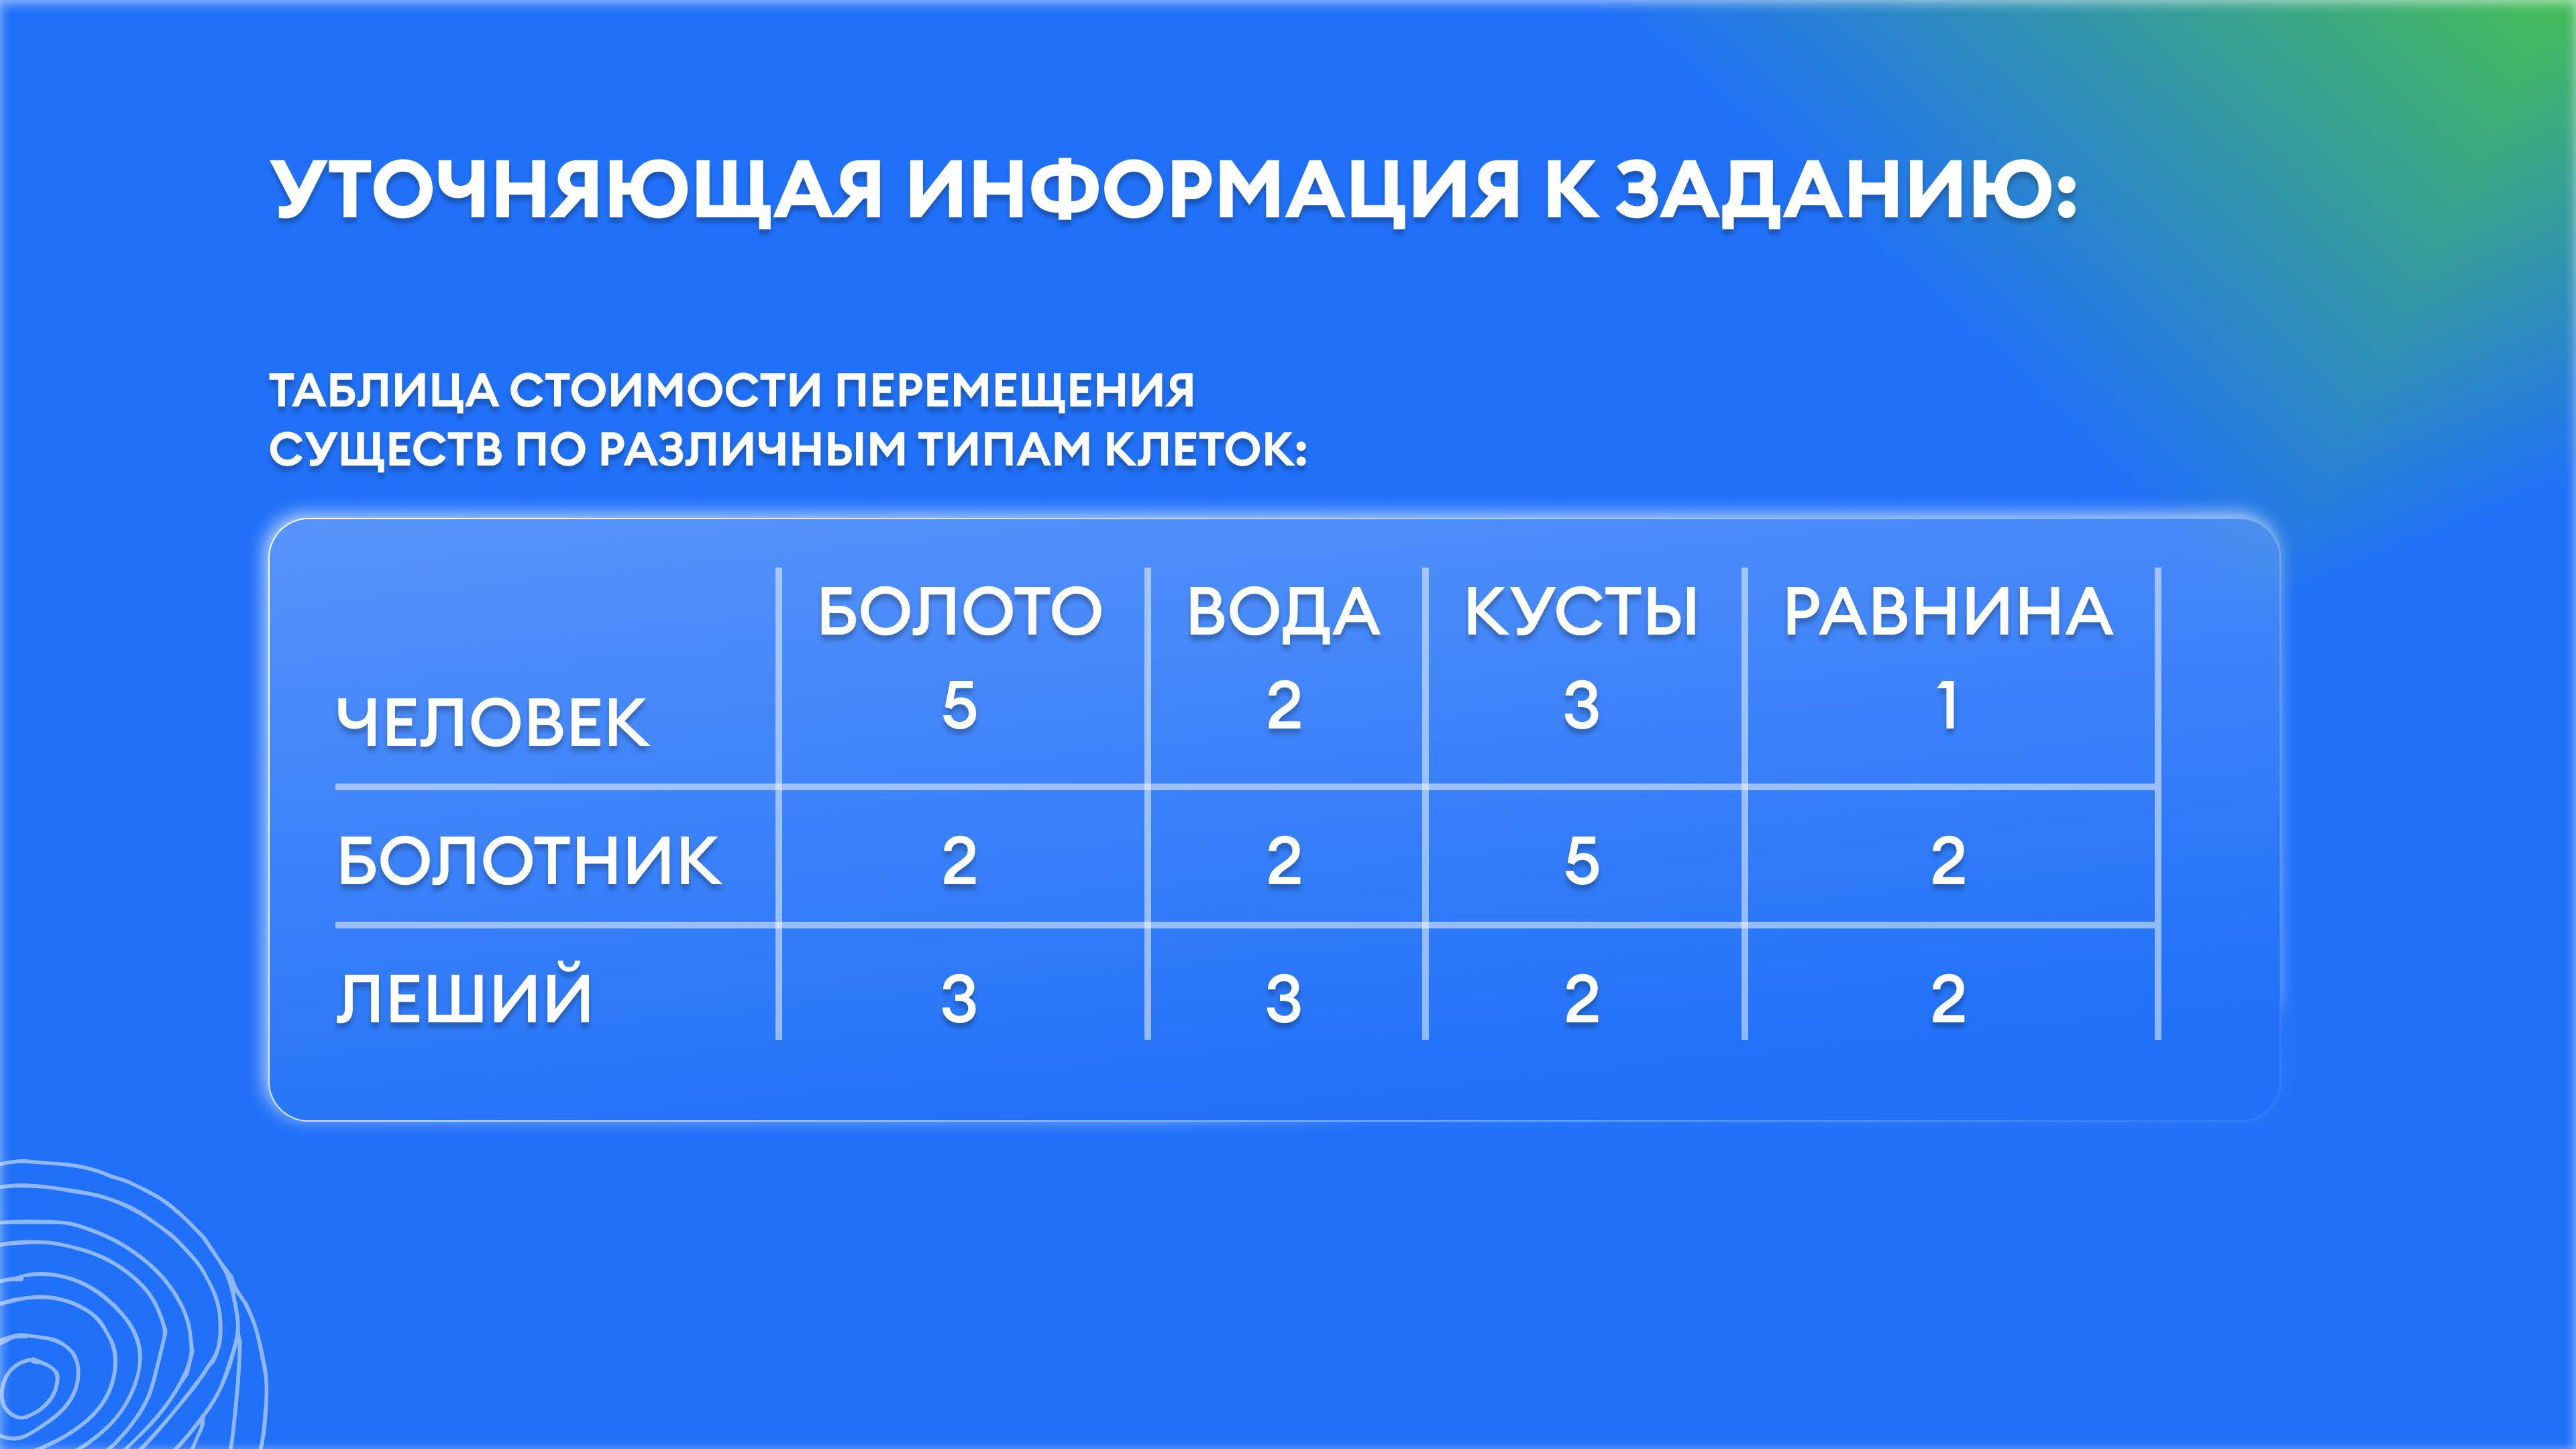 УТОЧНЯЮЩАЯ ИНФОРМАЦИЯ К ЗАДАНИЮ:
ТАБЛИЦА СТОИМОСТИ ПЕРЕМЕЩЕНИЯ
СУЩЕСТВ ПО РАЗЛИЧНЫМ ТИПАМ КЛЕТОК:
БОЛОТО ВОДА КУСТЫ РАВНИНА
ЧЕЛОВЕК 5 2 3 1
БОЛОТНИК 2 2 5 2
ЛЕШИЙ 3 3 2 2